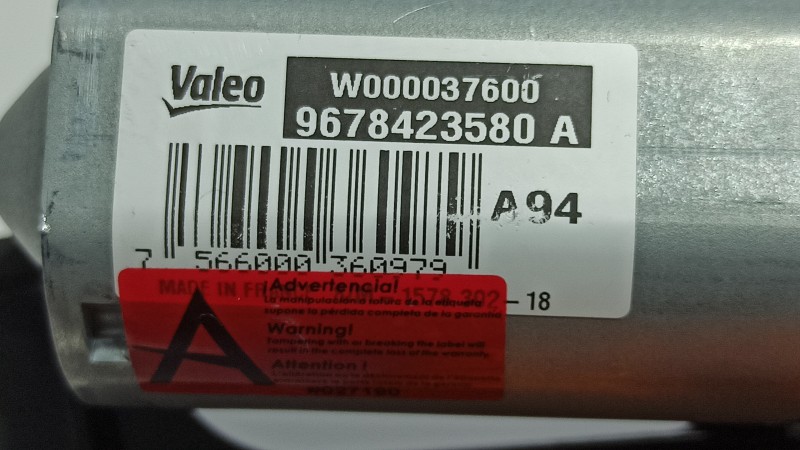 Valeo
W000037600
9678423580 A
A94
7 566000 360979
MADE IN FRANCE 1578 302-18
Advertencia!
La manipulación o rotura de la etiqueta
supone la pérdida completa de la garantía
A
Warning!
Tampering with or breaking the label will
result in the complete loss of the warranty.
Attention !